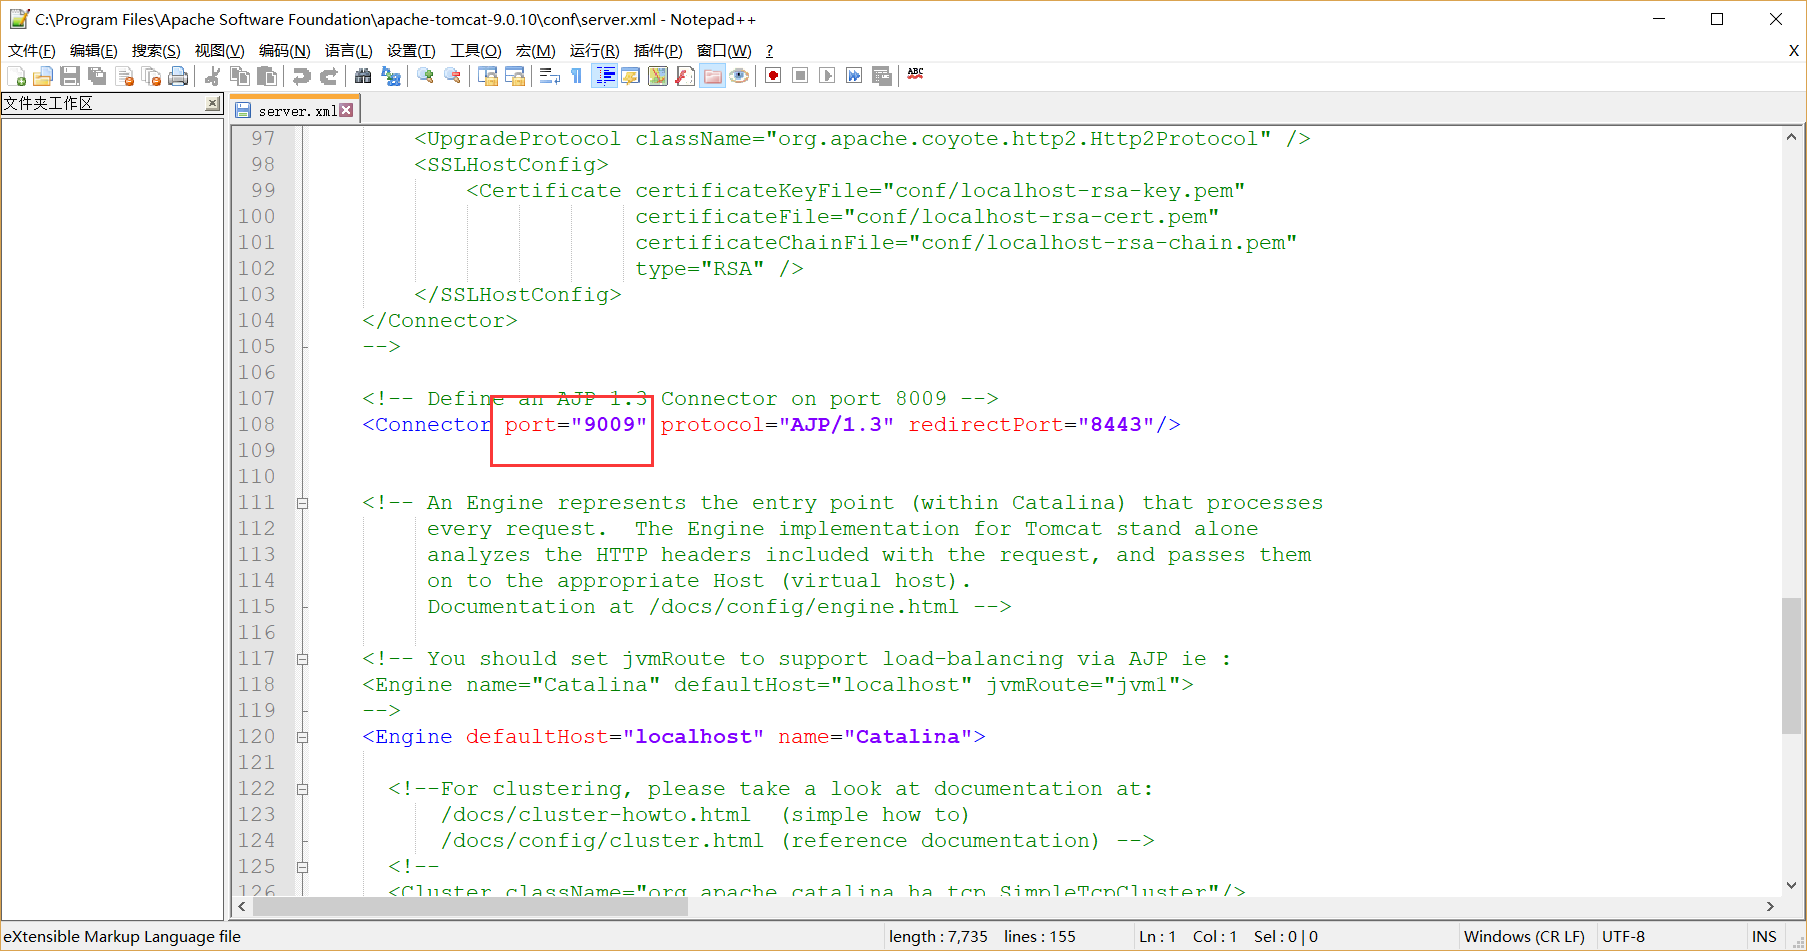 C:\Program Files\Apache Software Foundation\apache-tomcat-9.0.10\conf\server.xml - Notepad++
文件(F) 编辑(E) 搜索(S) 视图(V) 编码(N) 语言(L) 设置(T) 工具(O) 宏(M) 运行(R) 插件(P) 窗口(W) ? X
文件夹工作区
server.xml
97 <UpgradeProtocol className="org.apache.coyote.http2.Http2Protocol" />
98 <SSLHostConfig>
99 <Certificate certificateKeyFile="conf/localhost-rsa-key.pem"
100 certificateFile="conf/localhost-rsa-cert.pem"
101 certificateChainFile="conf/localhost-rsa-chain.pem"
102 type="RSA" />
103 </SSLHostConfig>
104 </Connector>
105 -->
106
107 <!-- Define an AJP 1.3 Connector on port 8009 -->
108 <Connector port="9009" protocol="AJP/1.3" redirectPort="8443"/>
109
110
111 <!-- An Engine represents the entry point (within Catalina) that processes
112 every request.  The Engine implementation for Tomcat stand alone
113 analyzes the HTTP headers included with the request, and passes them
114 on to the appropriate Host (virtual host).
115 Documentation at /docs/config/engine.html -->
116
117 <!-- You should set jvmRoute to support load-balancing via AJP ie :
118 <Engine name="Catalina" defaultHost="localhost" jvmRoute="jvm1">
119 -->
120 <Engine defaultHost="localhost" name="Catalina">
121
122 <!--For clustering, please take a look at documentation at:
123 /docs/cluster-howto.html  (simple how to)
124 /docs/config/cluster.html (reference documentation) -->
125 <!--
126 <Cluster className="org.apache.catalina.ha.tcp.SimpleTcpCluster"/>
eXtensible Markup Language file length : 7,735 lines : 155 Ln : 1 Col : 1 Sel : 0 | 0 Windows (CR LF) UTF-8 INS